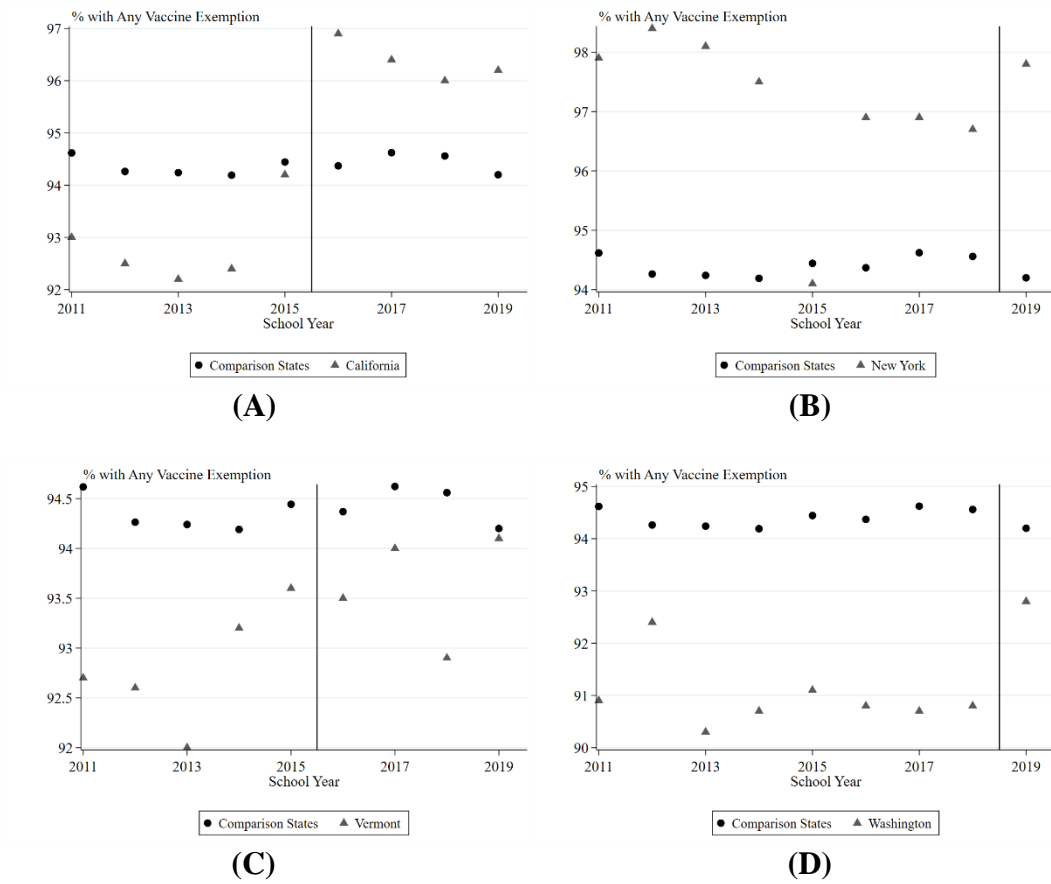 % with Any Vaccine Exemption
97
96
95
94
93
92
2011 2013 2015 2017 2019
School Year
Comparison States California
(A)
% with Any Vaccine Exemption
98
97
96
95
94
2011 2013 2015 2017 2019
School Year
Comparison States New York
(B)
% with Any Vaccine Exemption
94.5
94
93.5
93
92.5
92
2011 2013 2015 2017 2019
School Year
Comparison States Vermont
(C)
% with Any Vaccine Exemption
95
94
93
92
91
90
2011 2013 2015 2017 2019
School Year
Comparison States Washington
(D)